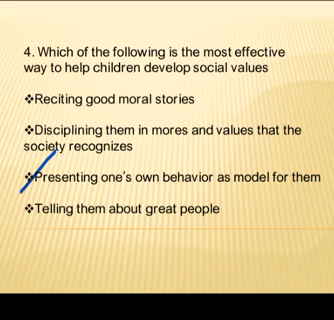 4. Which of the following is the most effective
way to help children develop social values
❖Reciting good moral stories
❖Disciplining them in mores and values that the
society recognizes
❖Presenting one's own behavior as model for them
❖Telling them about great people